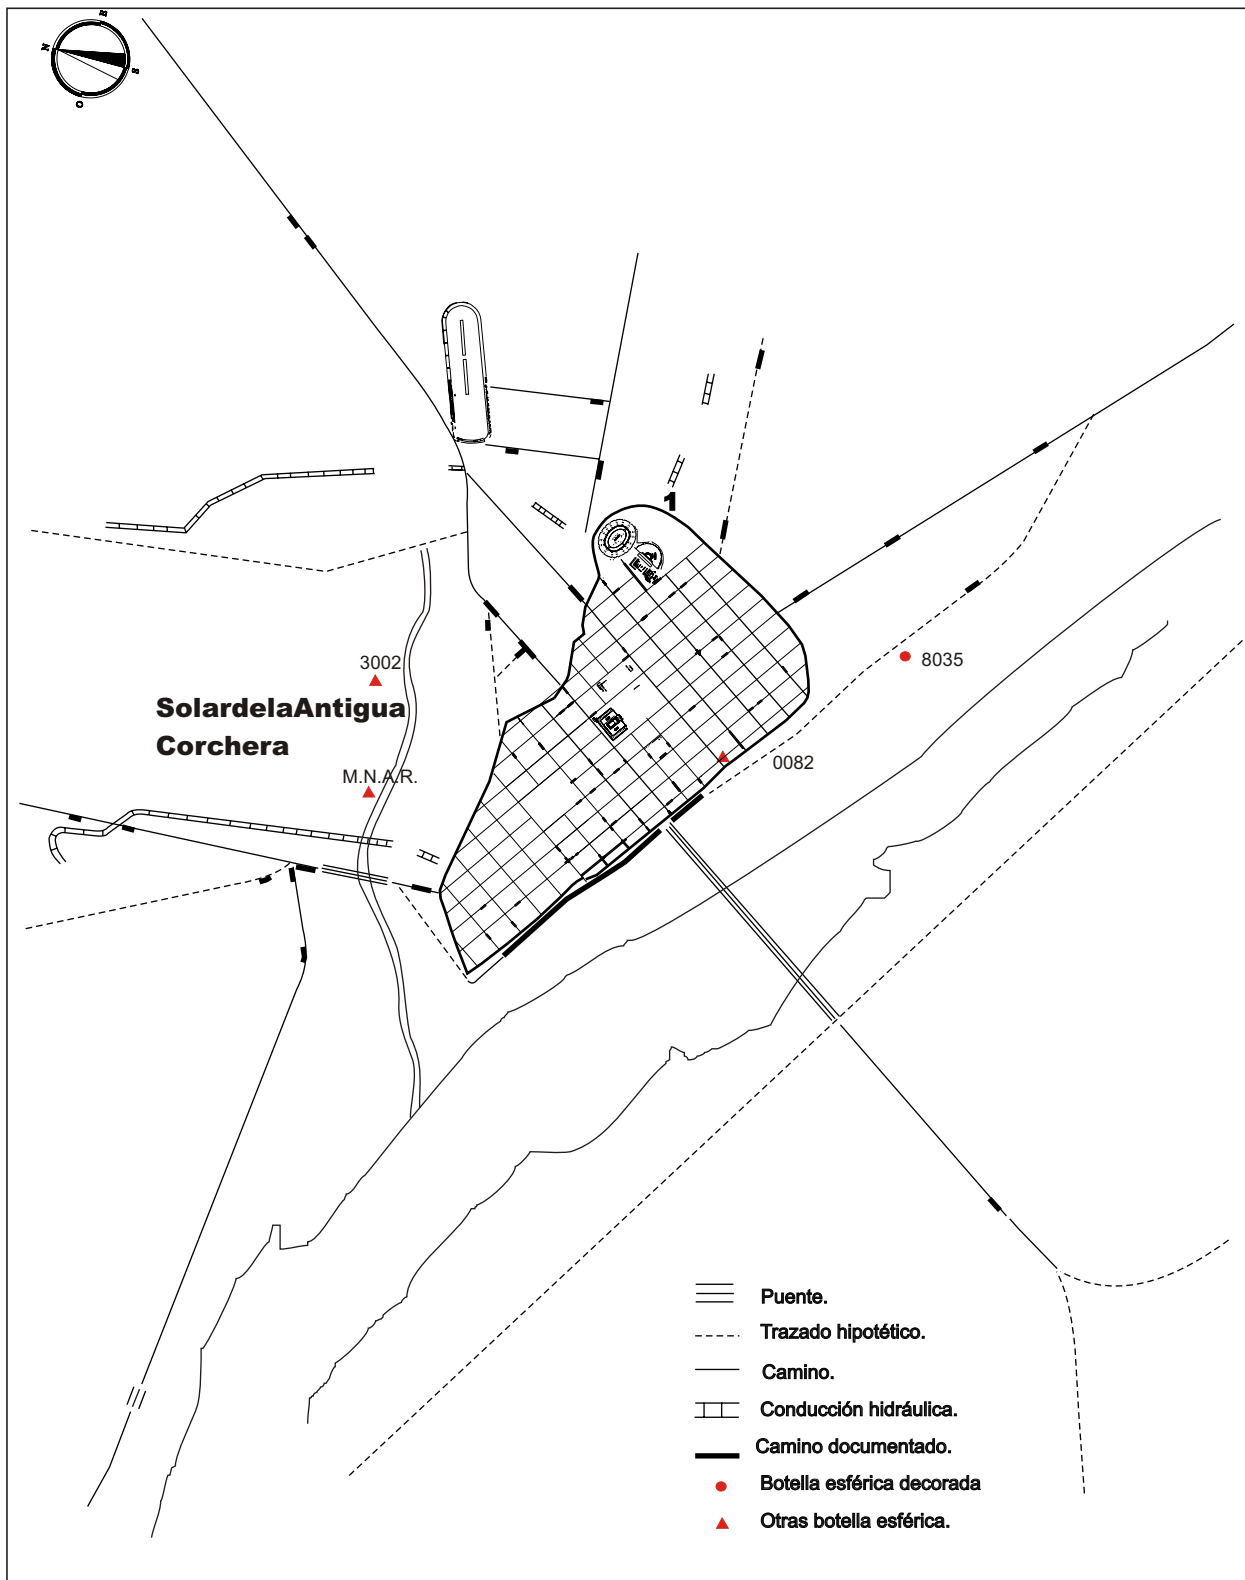 E
N
S
O
1
3002
8035
SolardelaAntigua
Corchera
0082
M.N.A.R.
Puente.
Trazado hipotético.
Camino.
Conducción hidráulica.
Camino documentado.
Botella esférica decorada
Otras botella esférica.